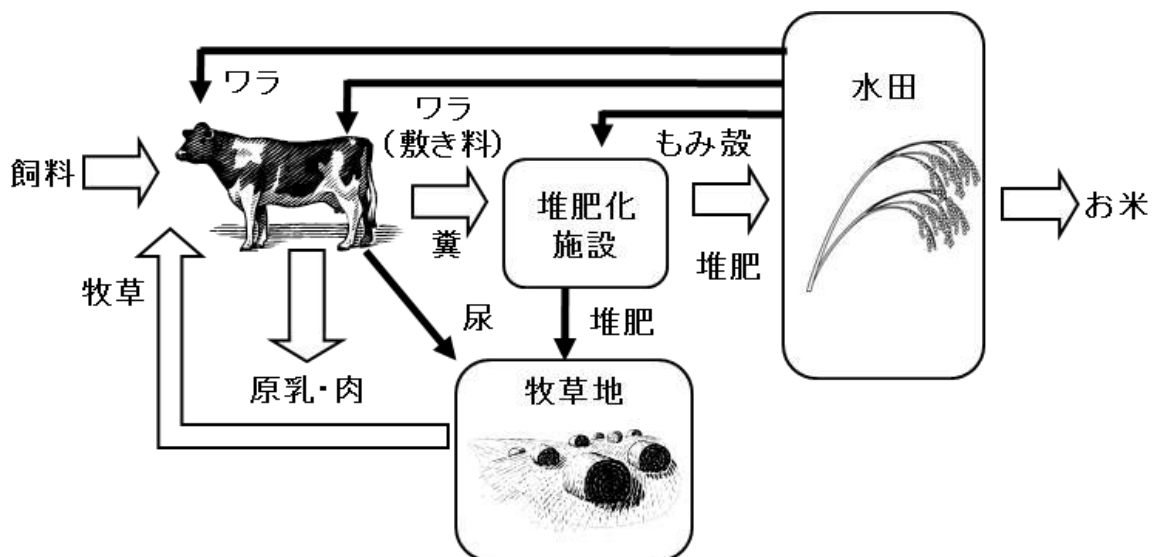 水田
ワラ
ワラ
(敷き料)
もみ殻
飼料
堆肥化
施設
お米
糞
堆肥
牧草
尿
堆肥
原乳・肉
牧草地